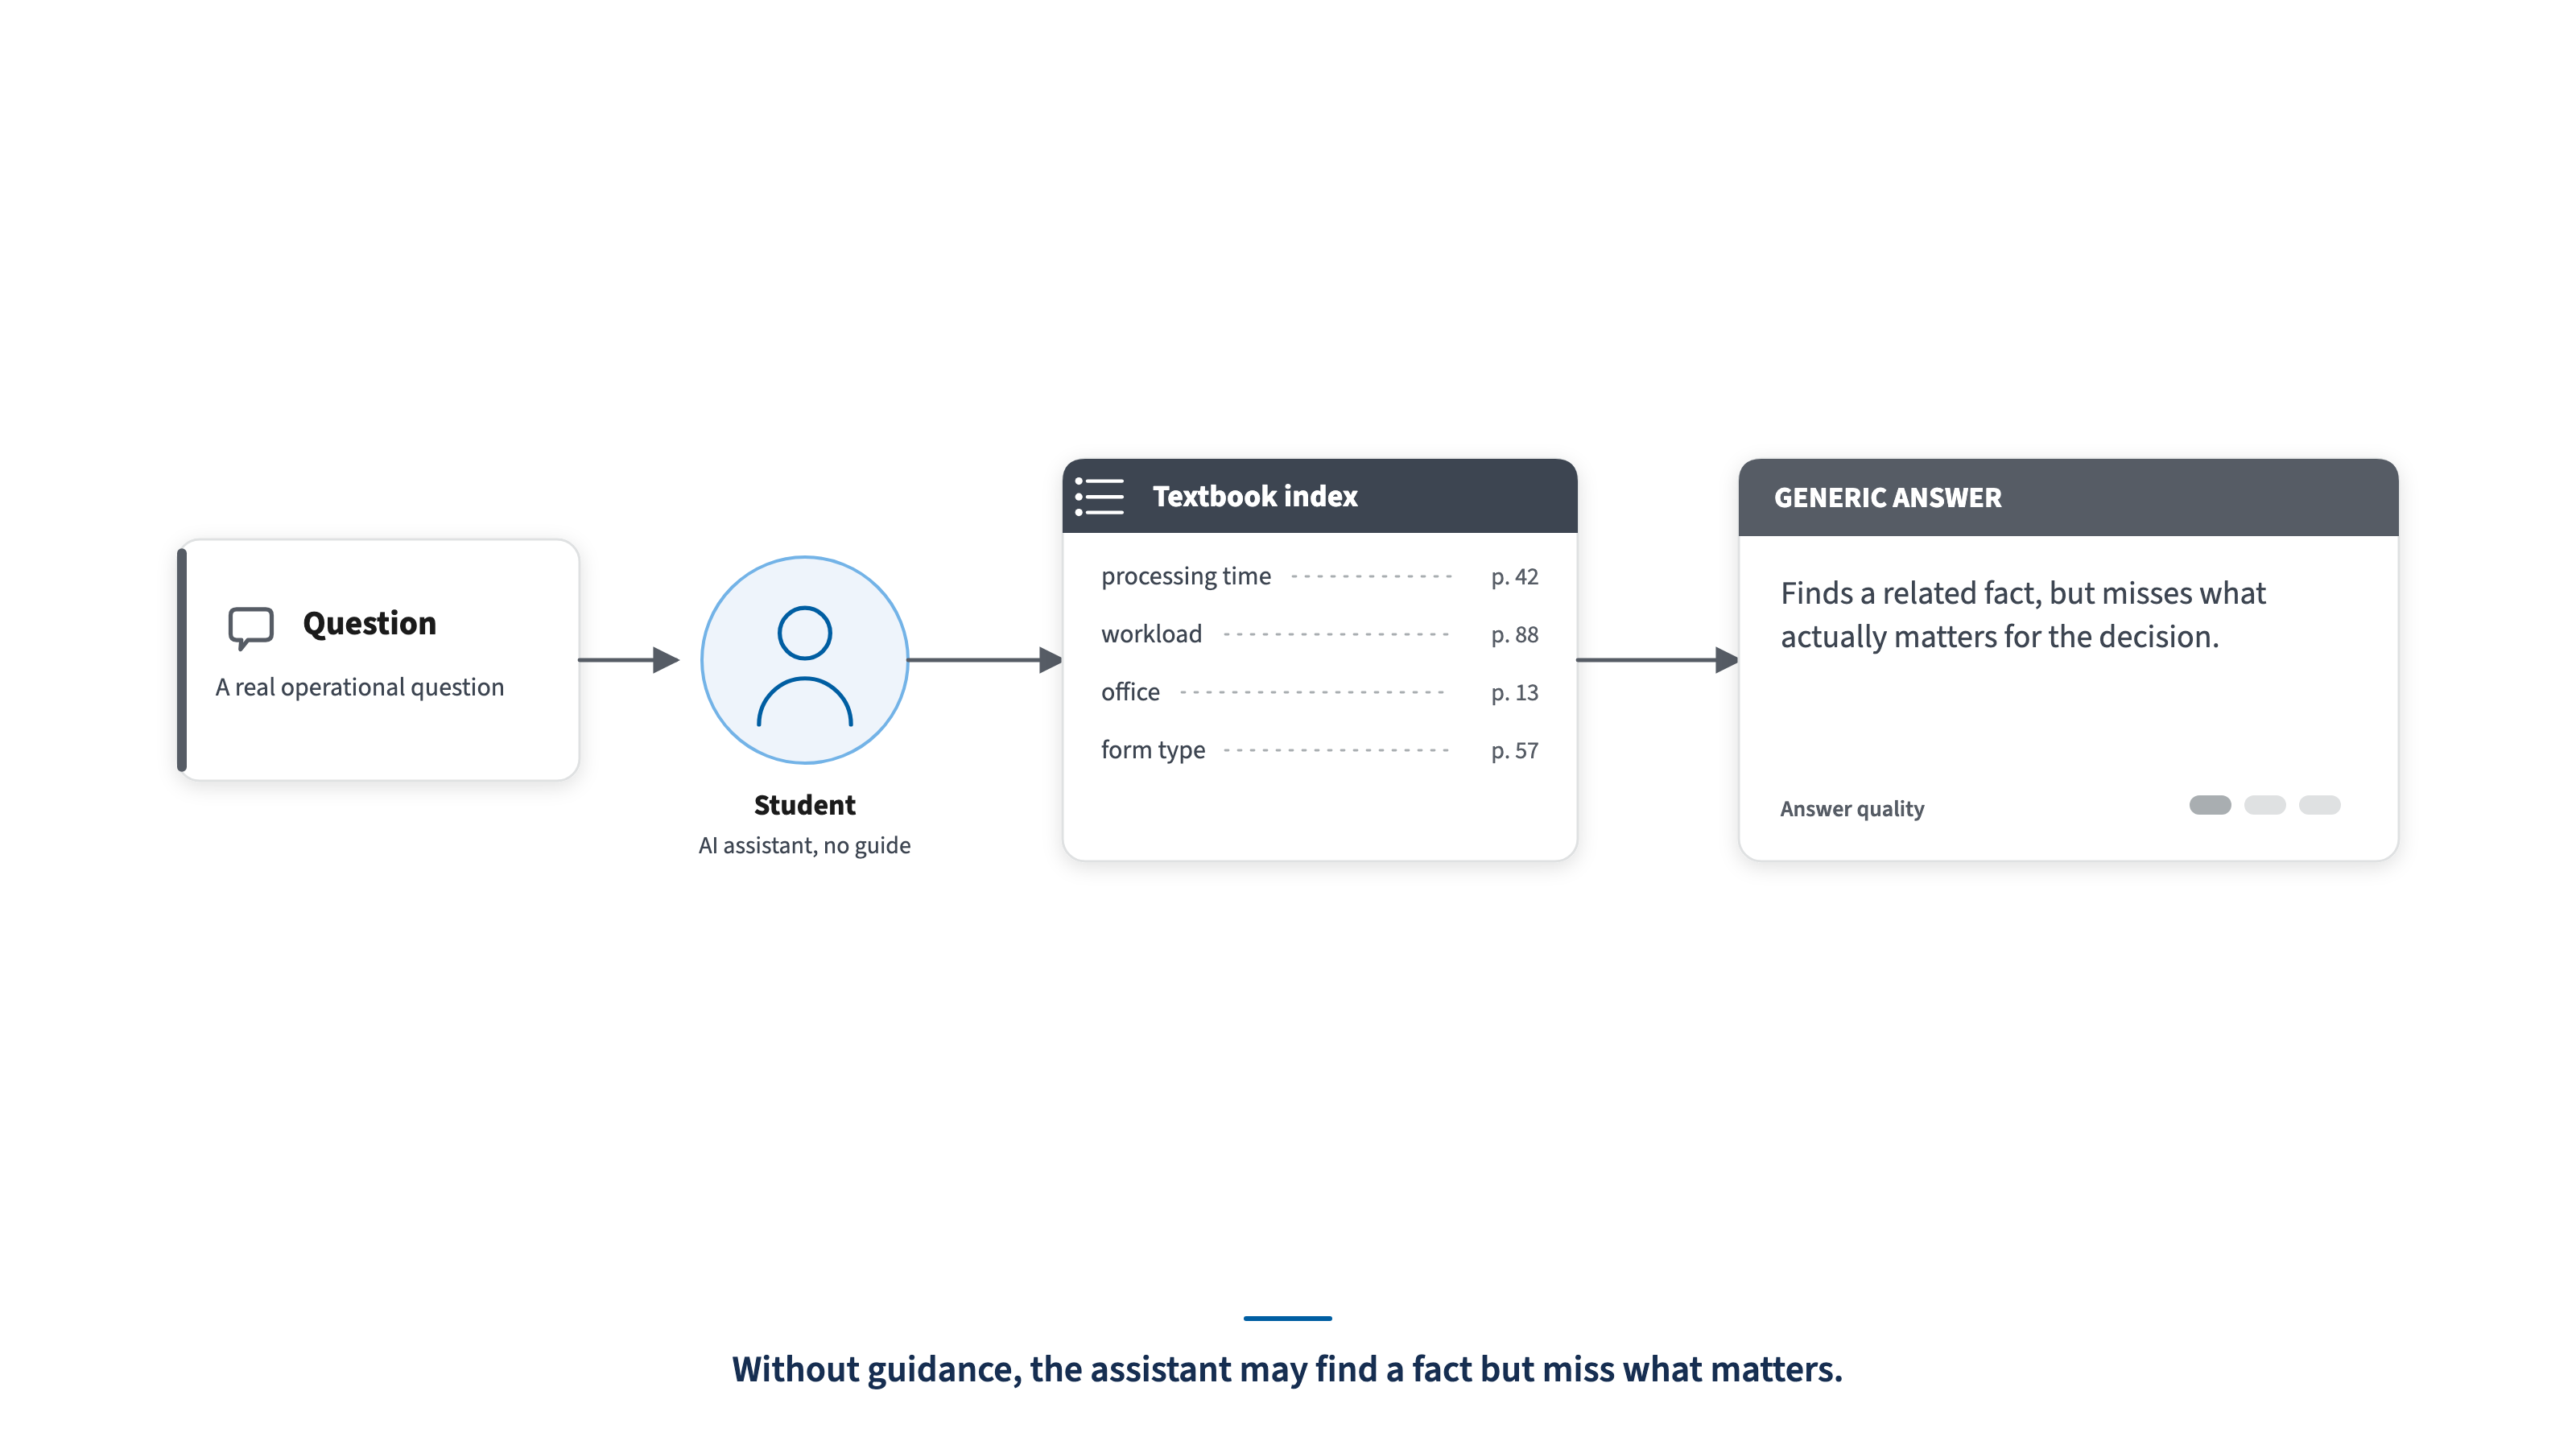 Question
A real operational question
Student
AI assistant, no guide
Textbook index
processing time p. 42
workload p. 88
office p. 13
form type p. 57
GENERIC ANSWER
Finds a related fact, but misses what
actually matters for the decision.
Answer quality
Without guidance, the assistant may find a fact but miss what matters.